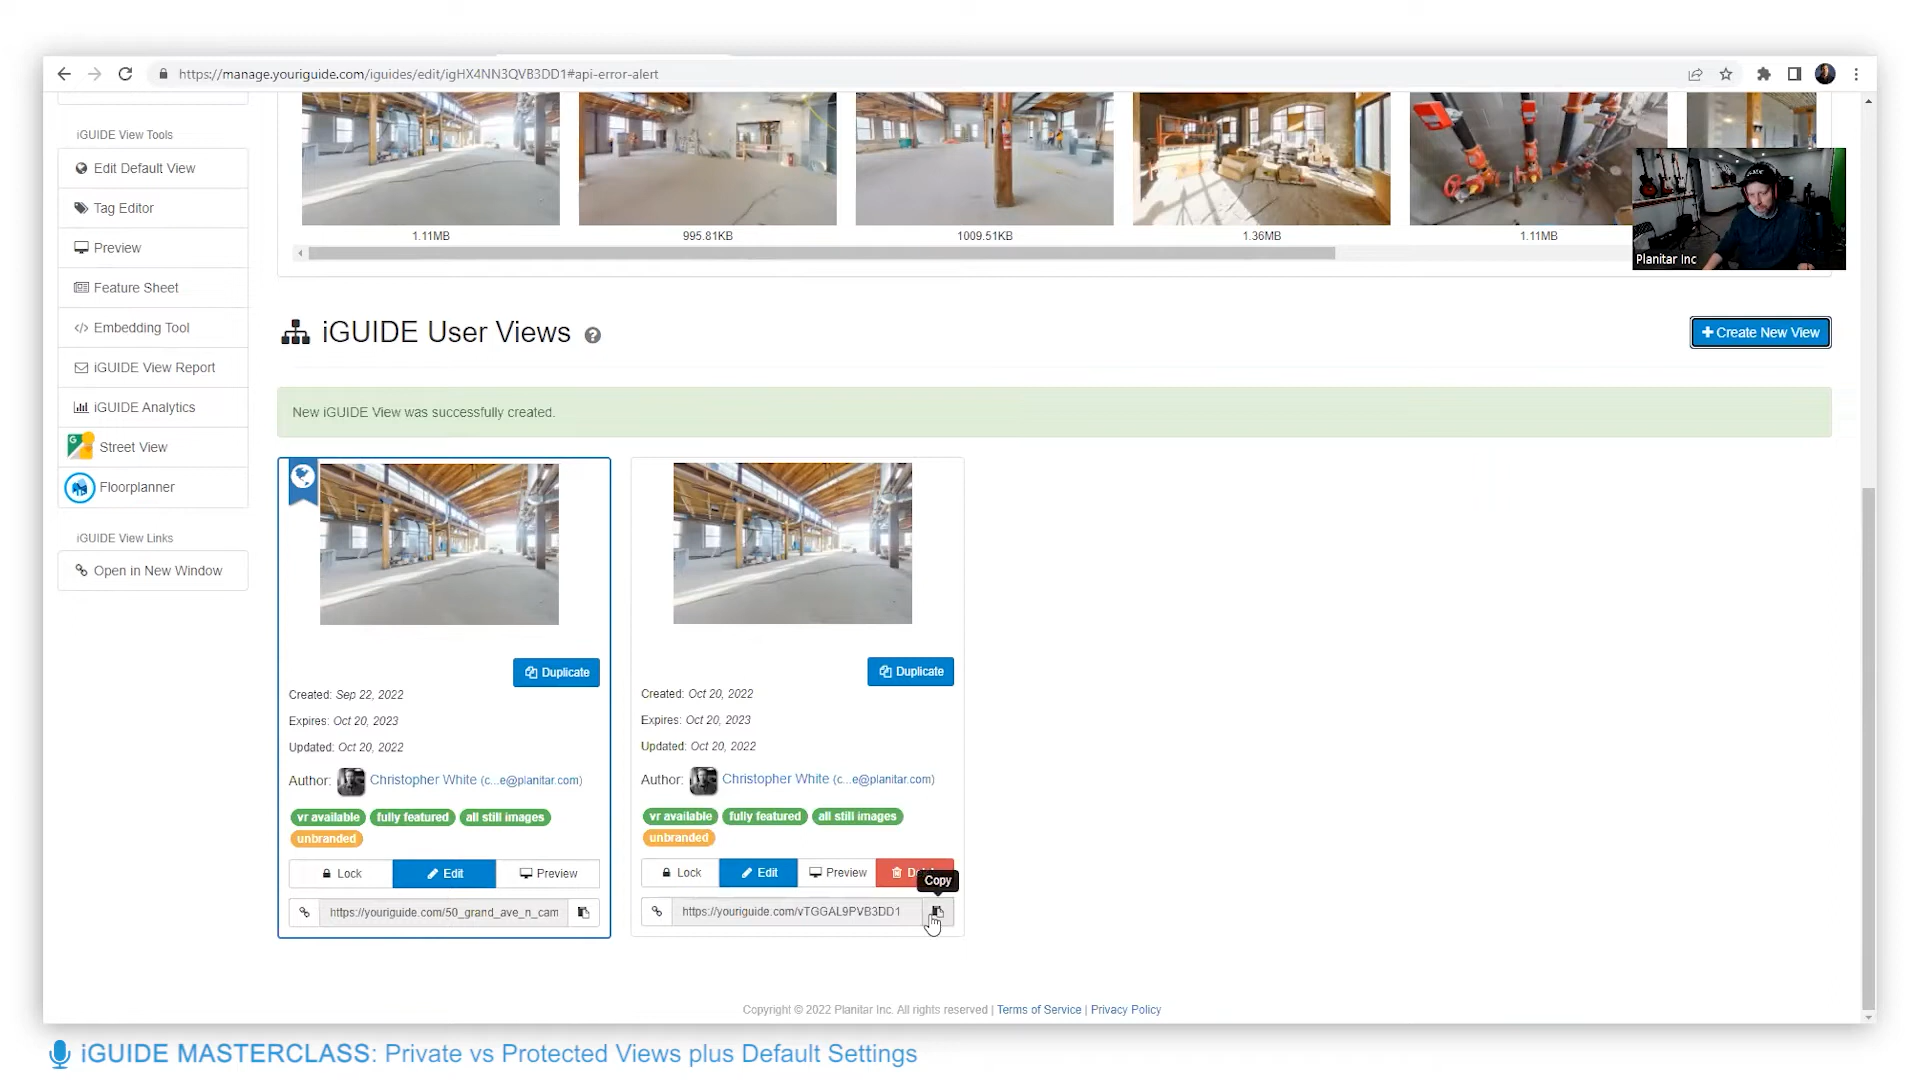 https://manage.youriguide.com/iguides/edit/igHX4NN3QVB3DD1#api-error-alert
iGUIDE View Tools
Edit Default View
Tag Editor
Preview
Feature Sheet
Embedding Tool
iGUIDE View Report
iGUIDE Analytics
Street View
Floorplanner
iGUIDE View Links
Open in New Window
1.11MB 995.81KB 1009.51KB 1.36MB 1.11MB
Planitar Inc
iGUIDE User Views
Create New View
New iGUIDE View was successfully created.
Duplicate
Created: Sep 22, 2022
Expires: Oct 20, 2023
Updated: Oct 20, 2022
Author: Christopher White (c...e@planitar.com)
vr available fully featured all still images
unbranded
Lock Edit Preview
https://youriguide.com/50_grand_ave_n_cam
Duplicate
Created: Oct 20, 2022
Expires: Oct 20, 2023
Updated: Oct 20, 2022
Author: Christopher White (c...e@planitar.com)
vr available fully featured all still images
unbranded
Lock Edit Preview
Copy
https://youriguide.com/vTGGAL9PVB3DD1
Copyright © 2022 Planitar Inc. All rights reserved | Terms of Service | Privacy Policy
iGUIDE MASTERCLASS: Private vs Protected Views plus Default Settings